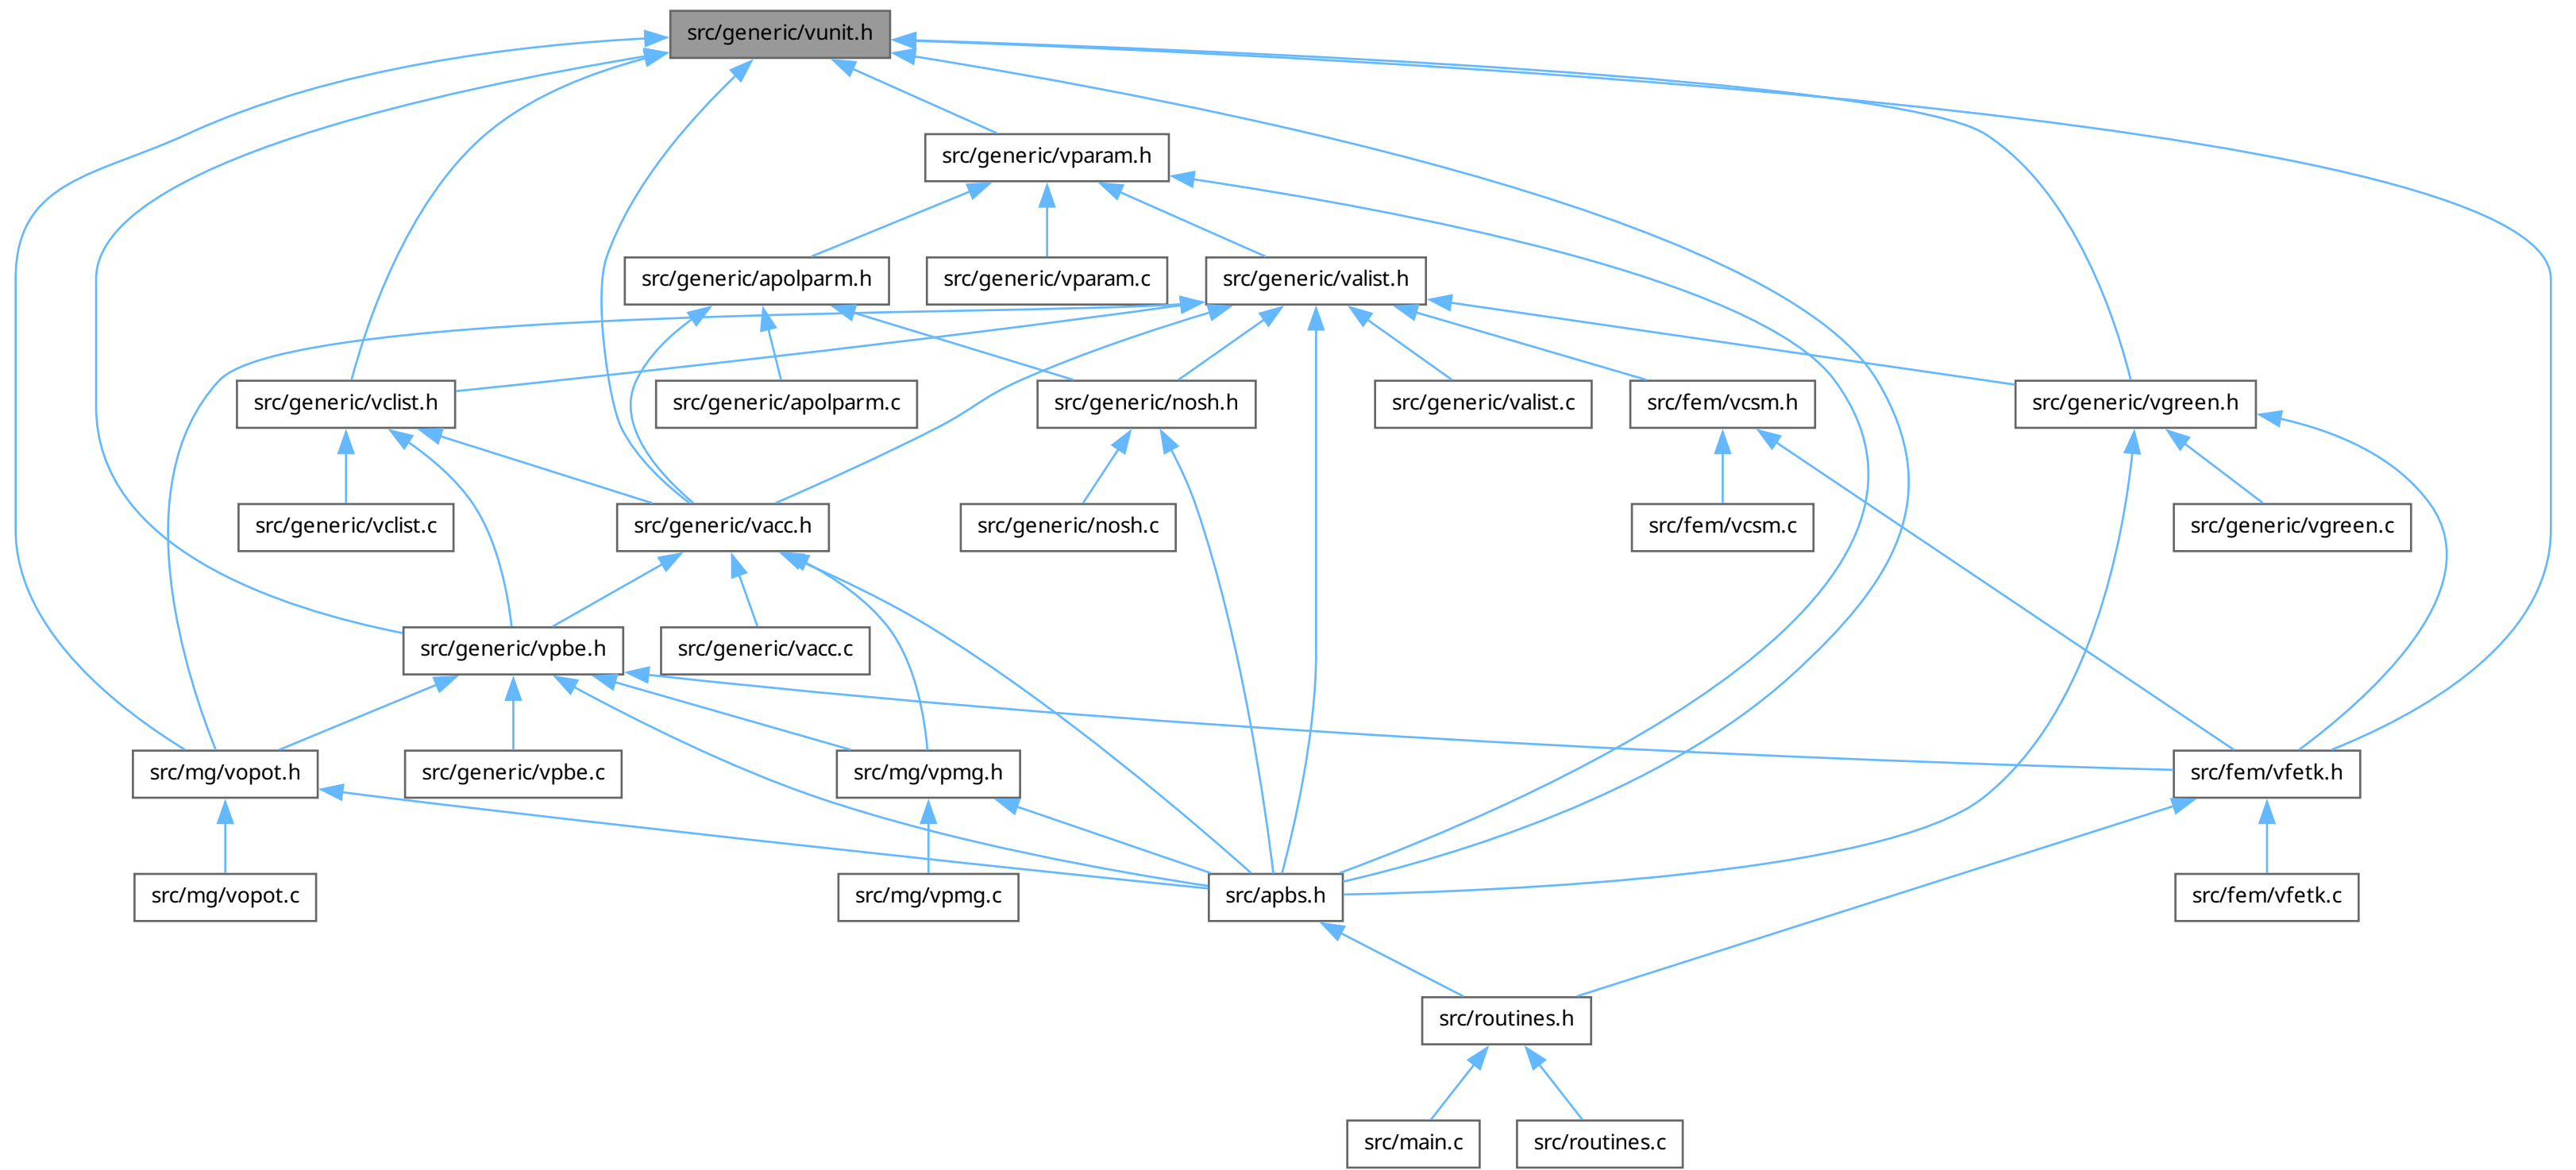 src/generic/vunit.h
src/generic/vparam.h
src/generic/apolparm.h
src/generic/vparam.c
src/generic/valist.h
src/generic/vclist.h
src/generic/apolparm.c
src/generic/nosh.h
src/generic/valist.c
src/fem/vcsm.h
src/generic/vgreen.h
src/generic/vclist.c
src/generic/vacc.h
src/generic/nosh.c
src/fem/vcsm.c
src/generic/vgreen.c
src/generic/vpbe.h
src/generic/vacc.c
src/mg/vopot.h
src/generic/vpbe.c
src/mg/vpmg.h
src/fem/vfetk.h
src/mg/vopot.c
src/mg/vpmg.c
src/apbs.h
src/fem/vfetk.c
src/routines.h
src/main.c
src/routines.c